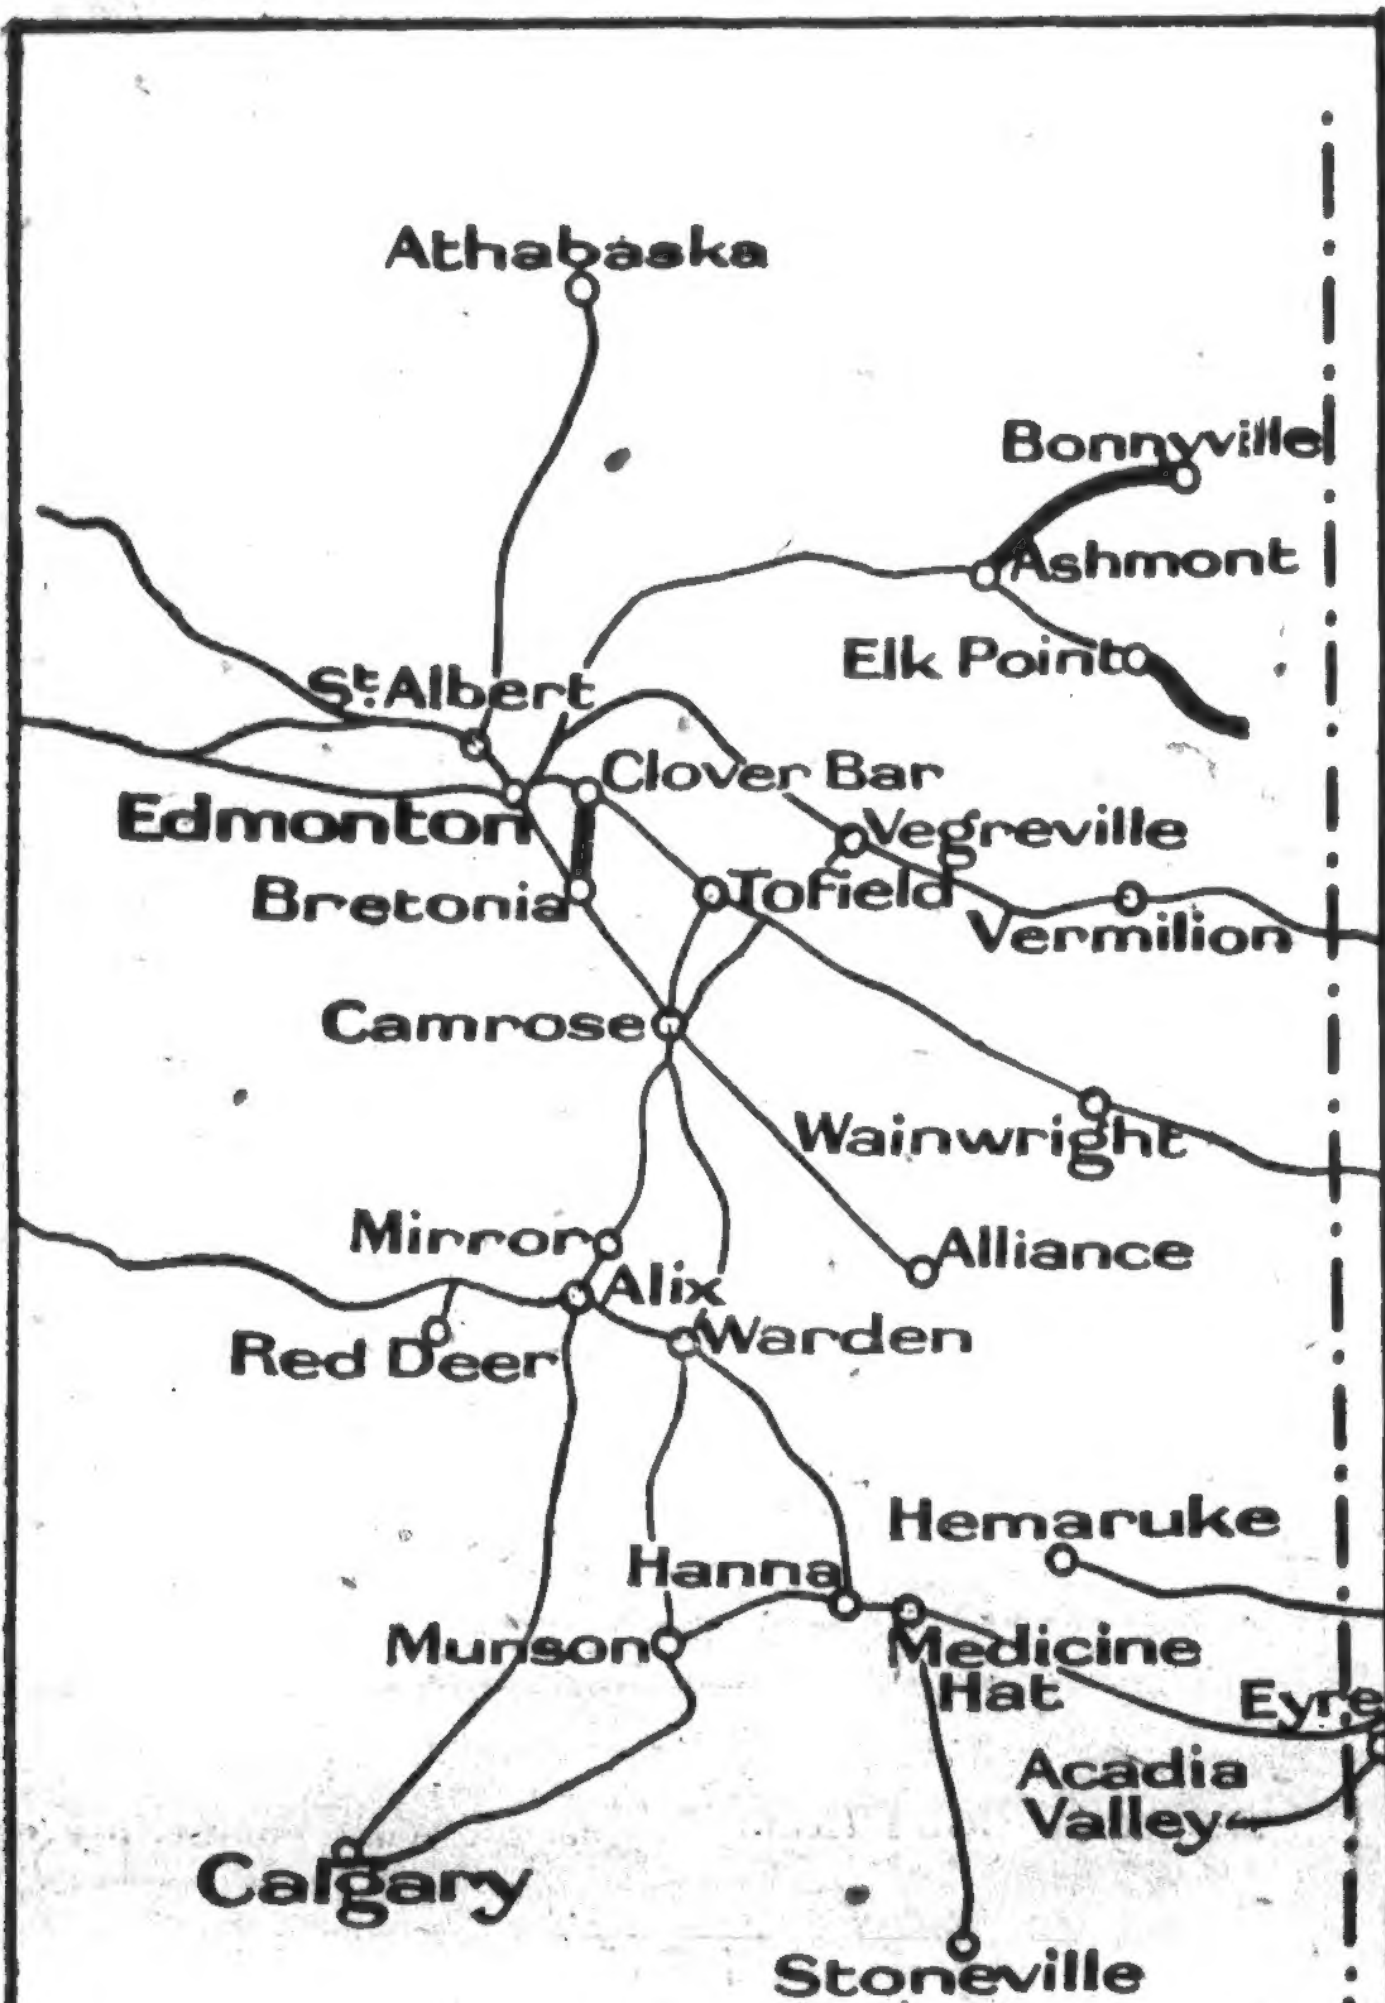 Athabaska
Bonnyville
Ashmont
Elk Point
St. Albert
Clover Bar
Edmonton
Vegreville
Bretonia
Tofield
Vermilion
Camrose
Wainwright
Mirror
Alliance
Alix
Warden
Red Deer
Hemaruke
Hanna
Munson
Medicine
Hat
Eyre
Acadia
Valley
Calgary
Stoneville